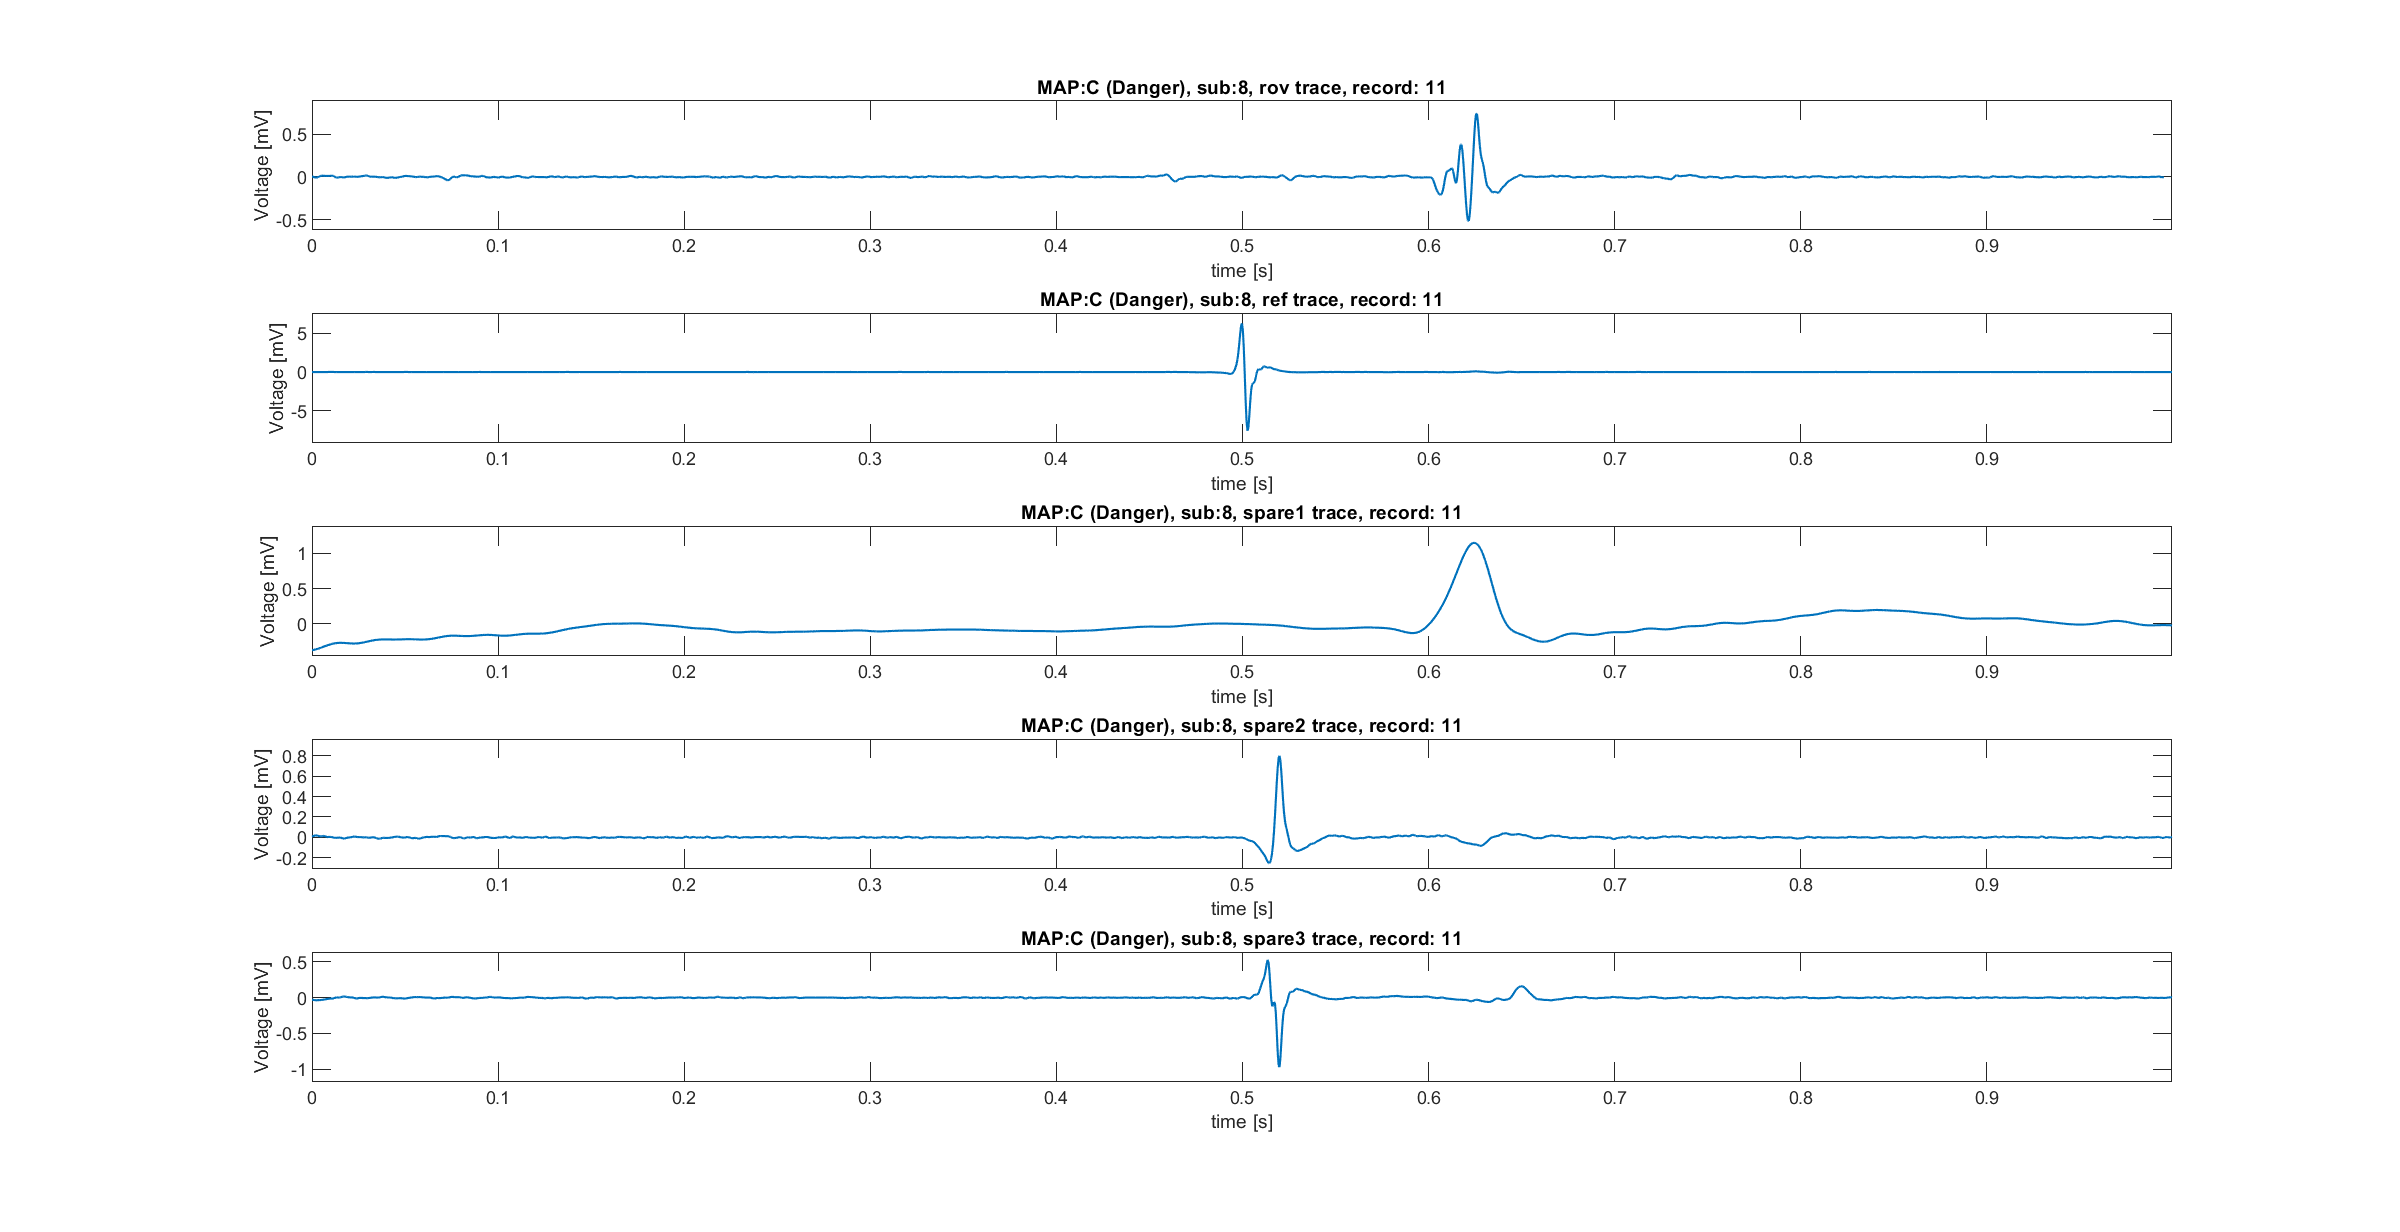 MAP:C (Danger), sub:8, rov trace, record: 11
Voltage [mV]
0.5
0
-0.5
0 0.1 0.2 0.3 0.4 0.5 0.6 0.7 0.8 0.9
time [s]
MAP:C (Danger), sub:8, ref trace, record: 11
Voltage [mV]
5
0
-5
0 0.1 0.2 0.3 0.4 0.5 0.6 0.7 0.8 0.9
time [s]
MAP:C (Danger), sub:8, spare1 trace, record: 11
Voltage [mV]
1
0.5
0
0 0.1 0.2 0.3 0.4 0.5 0.6 0.7 0.8 0.9
time [s]
MAP:C (Danger), sub:8, spare2 trace, record: 11
Voltage [mV]
0.8
0.6
0.4
0.2
0
-0.2
0 0.1 0.2 0.3 0.4 0.5 0.6 0.7 0.8 0.9
time [s]
MAP:C (Danger), sub:8, spare3 trace, record: 11
Voltage [mV]
0.5
0
-0.5
-1
0 0.1 0.2 0.3 0.4 0.5 0.6 0.7 0.8 0.9
time [s]